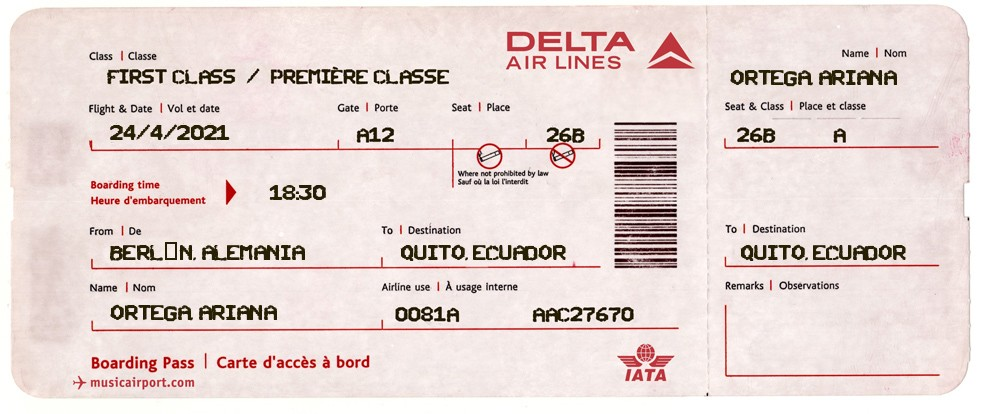 DELTA
AIR LINES
Class | Classe
FIRST CLASS / PREMIÈRE CLASSE
Flight & Date | Vol et date
Gate | Porte
Seat | Place
24/4/2021
A12
26B
Where not prohibited by law
Sauf où la loi l'interdit
Boarding time
Heure d'embarquement
18:30
From | De
To | Destination
BERL□N, ALEMANIA
QUITO, ECUADOR
Name | Nom
Airline use | À usage interne
ORTEGA ARIANA
0081A
AAC27670
Boarding Pass | Carte d'accès à bord
musicairport.com
IATA
Name | Nom
ORTEGA ARIANA
Seat & Class | Place et classe
26B
A
To | Destination
QUITO, ECUADOR
Remarks | Observations